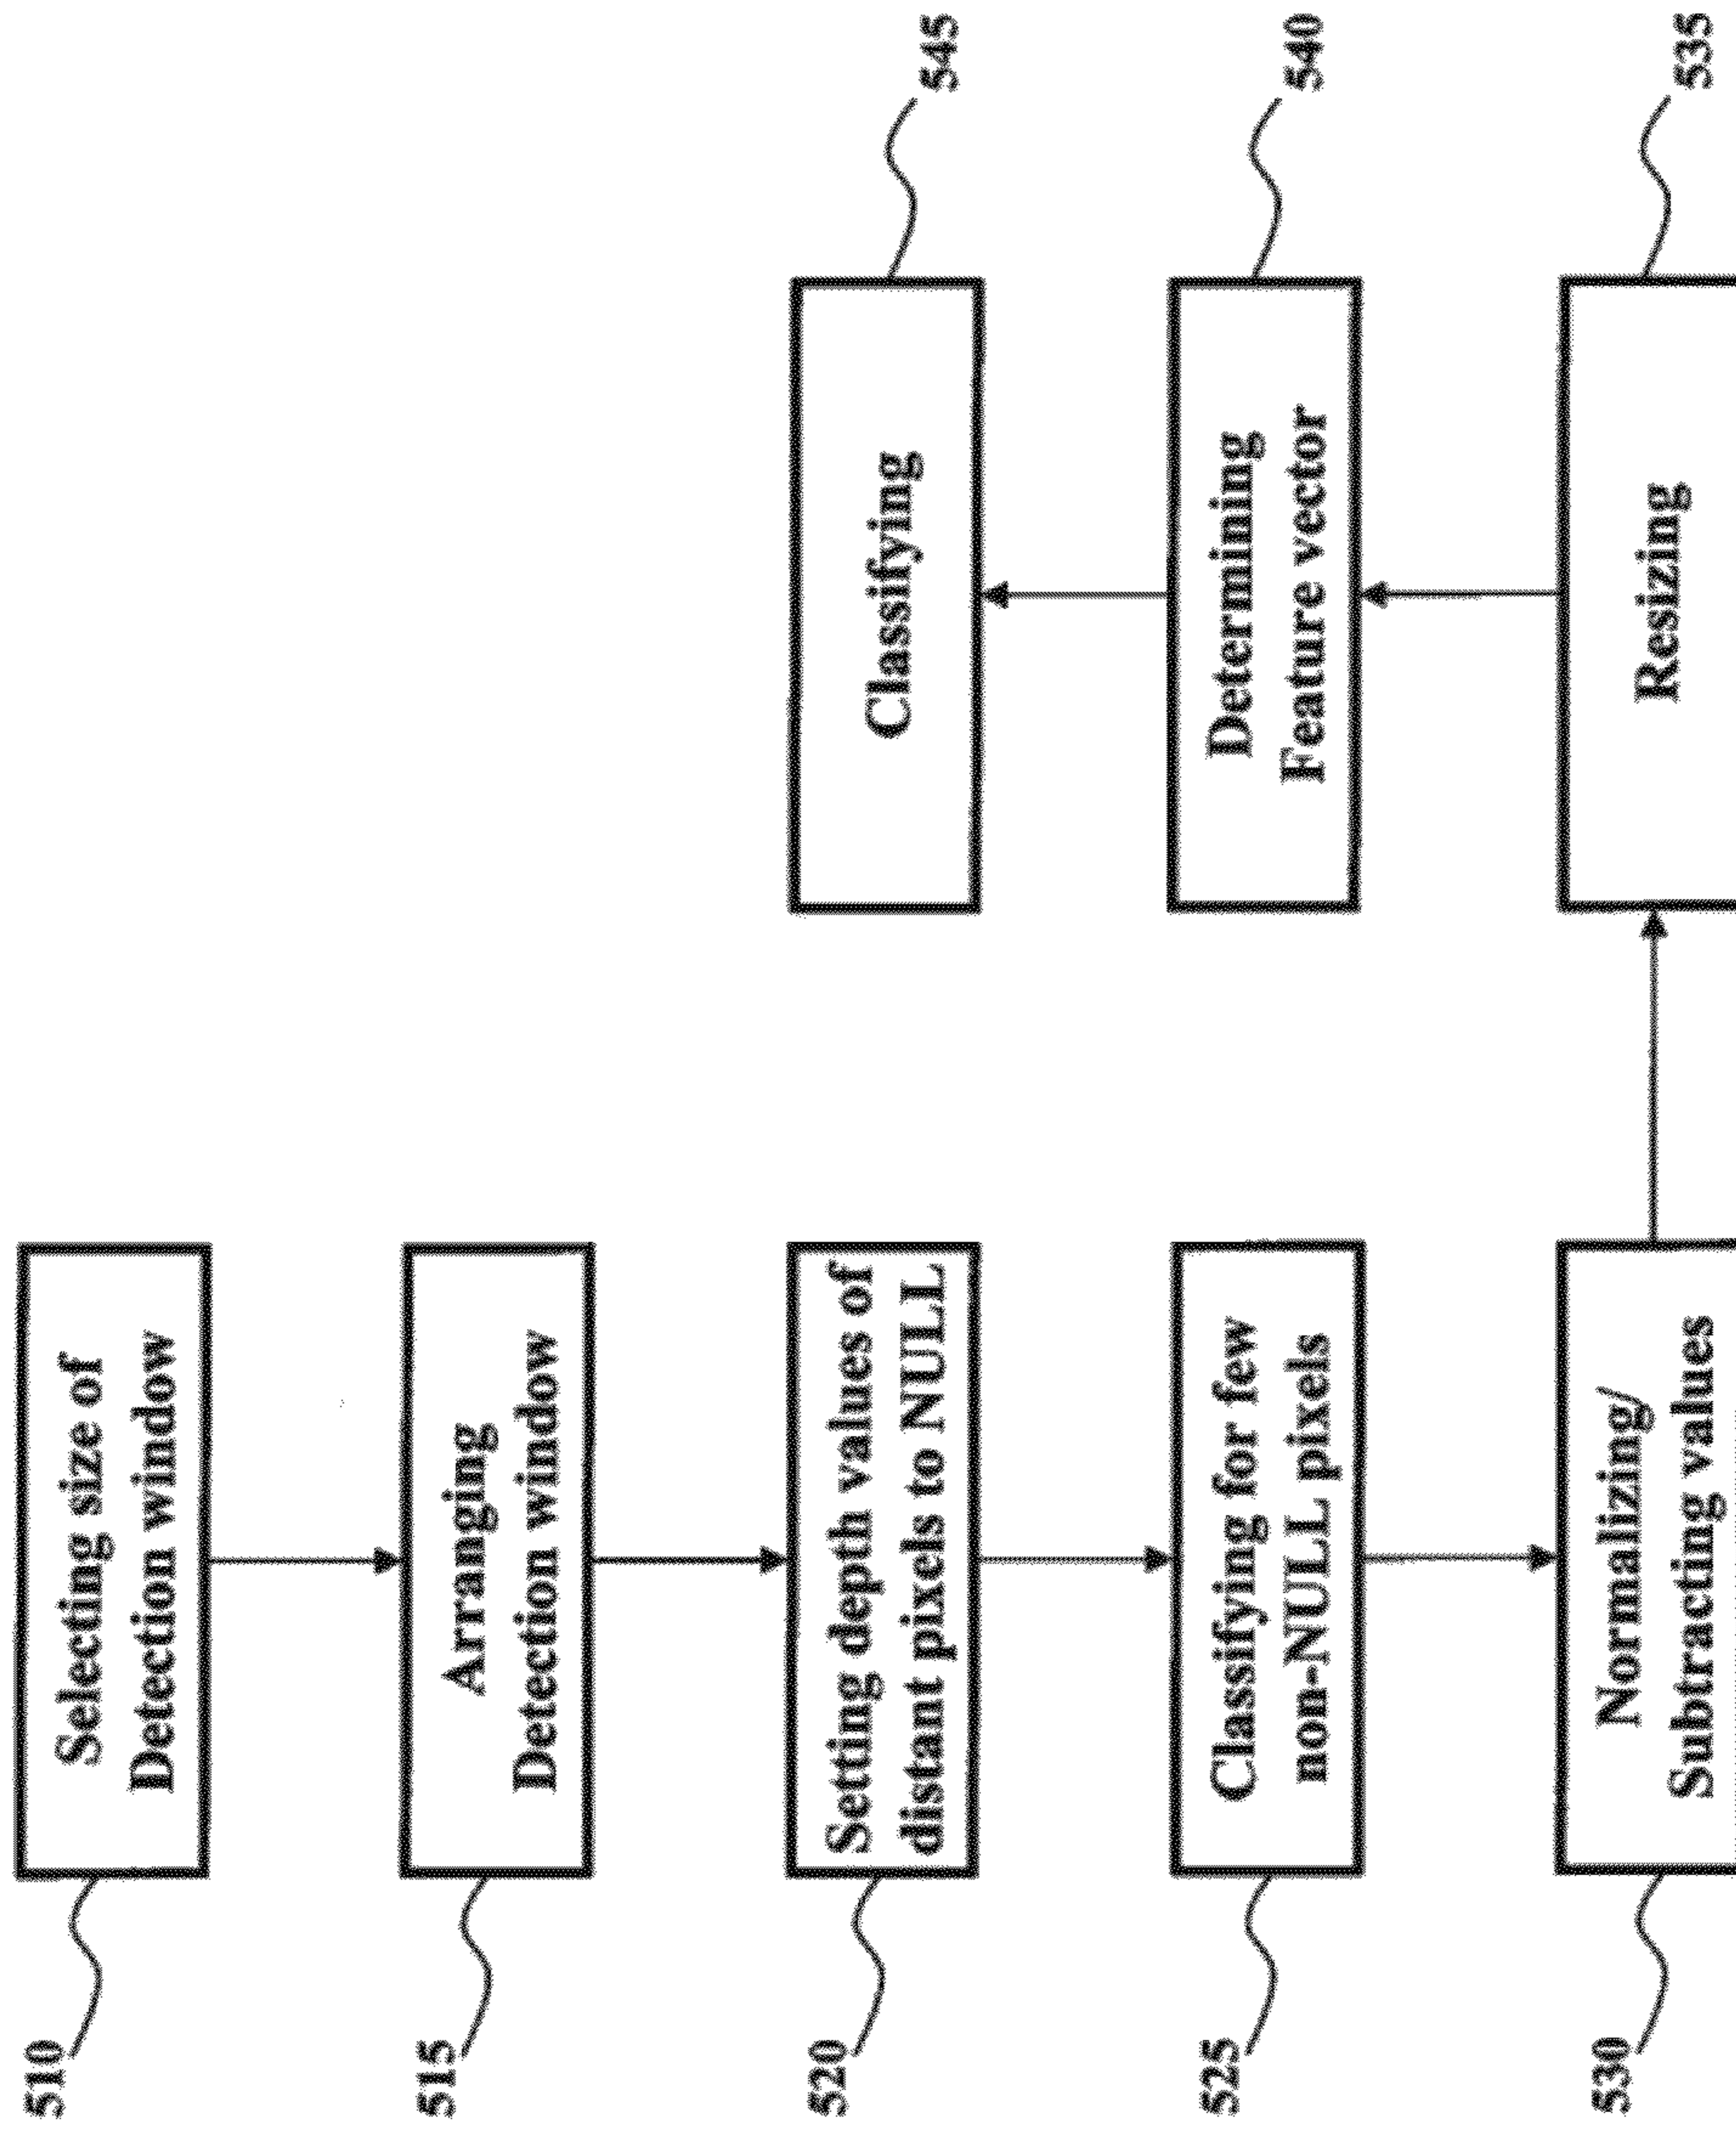 510
Selecting size of
Detection window
515
Arranging
Detection window
520
Setting depth values of
distant pixels to NULL
525
Classifying for few
non-NULL pixels
530
Normalizing/
Subtracting values
535
Resizing
540
Determining
Feature vector
545
Classifying